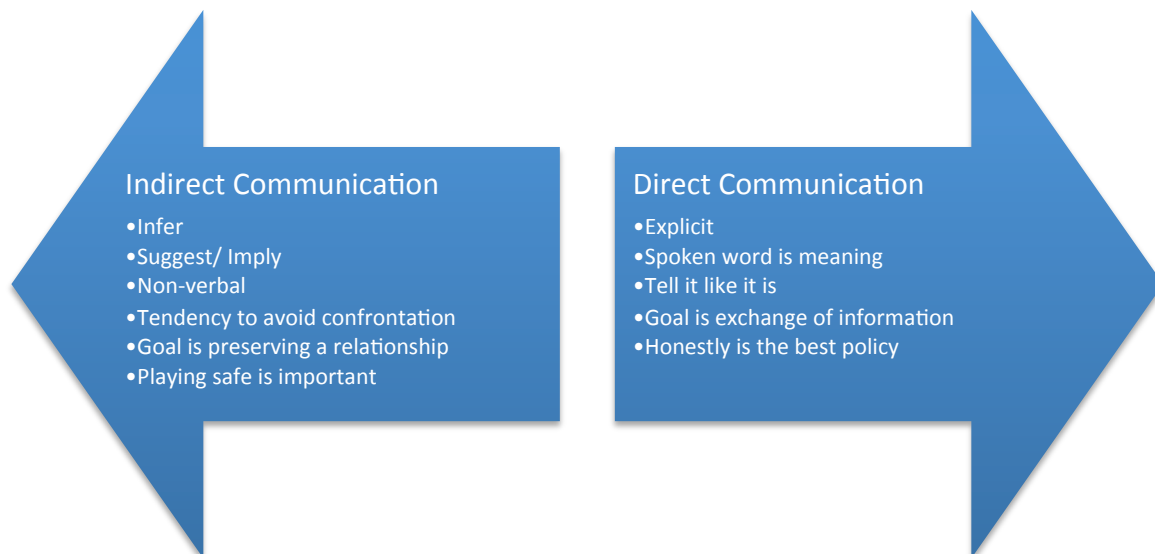 Indirect Communication
•Infer
•Suggest/ Imply
•Non-verbal
•Tendency to avoid confrontation
•Goal is preserving a relationship
•Playing safe is important
Direct Communication
•Explicit
•Spoken word is meaning
•Tell it like it is
•Goal is exchange of information
•Honestly is the best policy